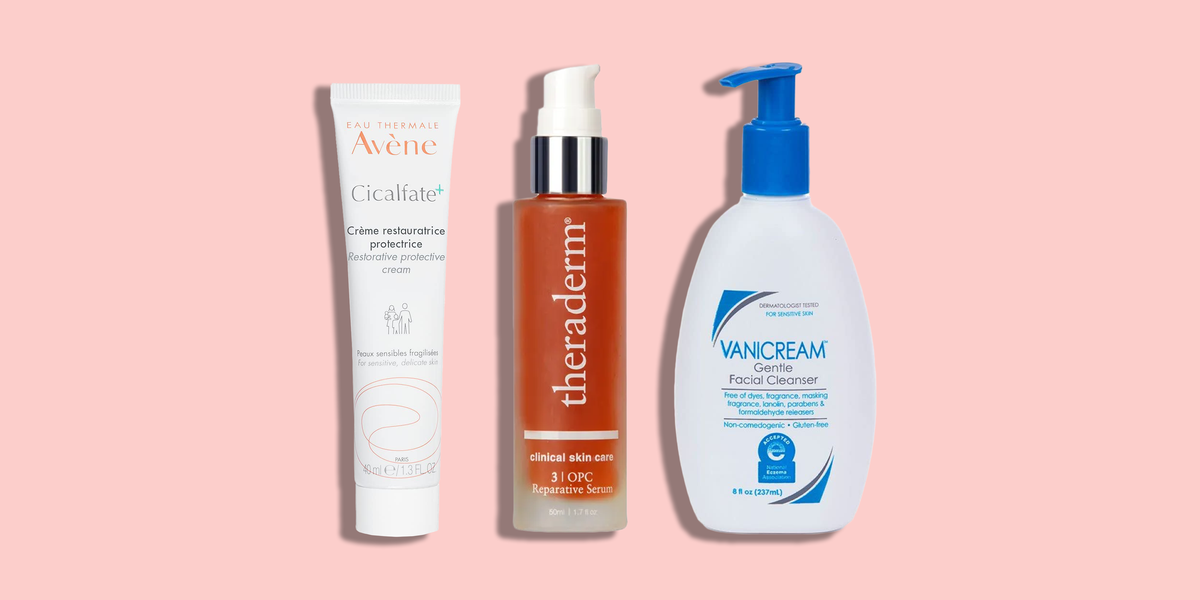 EAU THERMALE
Avène
Cicalfate+
Crème restauratrice
protectrice
Restorative protective
cream
Peaux sensibles fragilisées
For sensitive, delicate skin
PARIS
40 ml ℮/1.3 FL.OZ
theraderm®
clinical skin care
3 | OPC
Reparative Serum
50ml | 1.7 fl oz
DERMATOLOGIST TESTED
FOR SENSITIVE SKIN
VANICREAM™
Gentle
Facial Cleanser
Free of dyes, fragrance, masking
fragrance, lanolin, parabens &
formaldehyde releasers
Non-comedogenic • Gluten-free
ACCEPTED
National
Eczema
Association
8 fl oz (237mL)